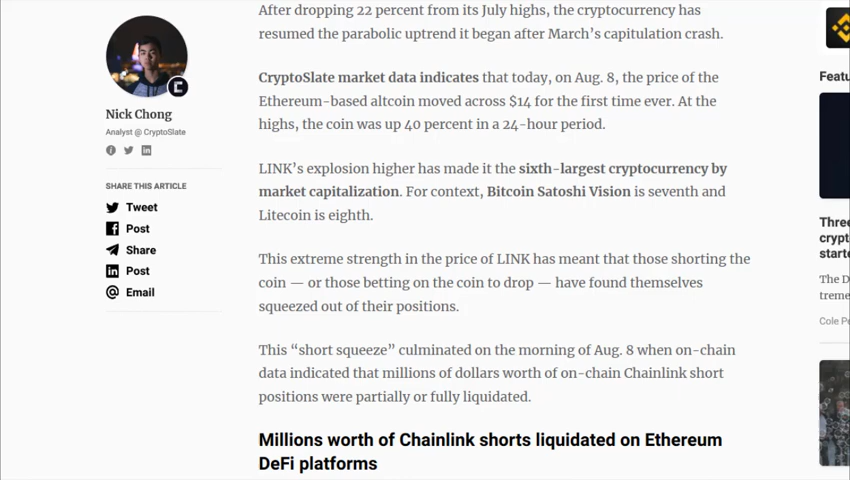 Nick Chong
Analyst @ CryptoSlate
SHARE THIS ARTICLE
Tweet
Post
Share
Post
Email
After dropping 22 percent from its July highs, the cryptocurrency has
resumed the parabolic uptrend it began after March’s capitulation crash.
CryptoSlate market data indicates that today, on Aug. 8, the price of the
Ethereum-based altcoin moved across $14 for the first time ever. At the
highs, the coin was up 40 percent in a 24-hour period.
LINK’s explosion higher has made it the sixth-largest cryptocurrency by
market capitalization. For context, Bitcoin Satoshi Vision is seventh and
Litecoin is eighth.
This extreme strength in the price of LINK has meant that those shorting the
coin — or those betting on the coin to drop — have found themselves
squeezed out of their positions.
This “short squeeze” culminated on the morning of Aug. 8 when on-chain
data indicated that millions of dollars worth of on-chain Chainlink short
positions were partially or fully liquidated.
Millions worth of Chainlink shorts liquidated on Ethereum
DeFi platforms
Featu
Three
crypt
starte
The D
treme
Cole Pe